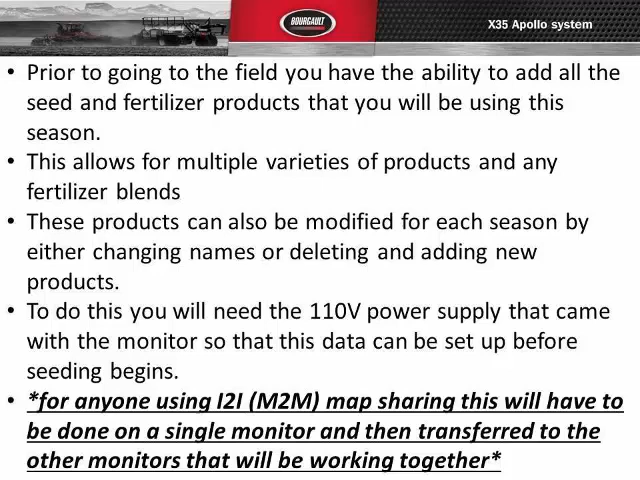 BOURGAULT
X35 Apollo system
• Prior to going to the field you have the ability to add all the
seed and fertilizer products that you will be using this
season.
• This allows for multiple varieties of products and any
fertilizer blends
• These products can also be modified for each season by
either changing names or deleting and adding new
products.
• To do this you will need the 110V power supply that came
with the monitor so that this data can be set up before
seeding begins.
• *for anyone using I2I (M2M) map sharing this will have to
be done on a single monitor and then transferred to the
other monitors that will be working together*